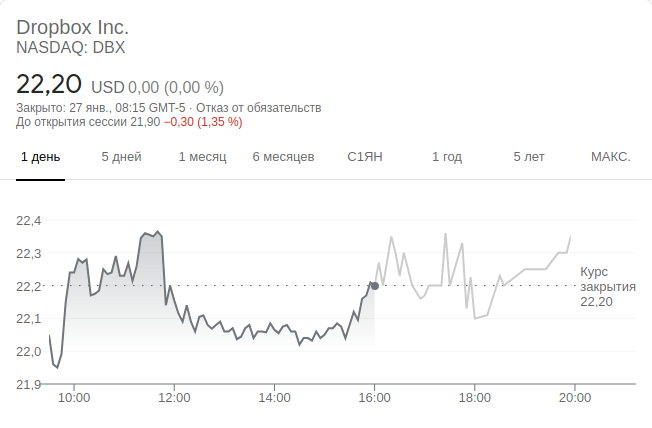 Dropbox Inc.
NASDAQ: DBX
22,20 USD 0,00 (0,00 %)
Закрыто: 27 янв., 08:15 GMT-5 · Отказ от обязательств
До открытия сессии 21,90 −0,30 (1,35 %)
1 день 5 дней 1 месяц 6 месяцев С1ЯН 1 год 5 лет МАКС.
22,4
22,3
22,2
22,1
22,0
21,9
Курс
закрытия
22,20
10:00 12:00 14:00 16:00 18:00 20:00